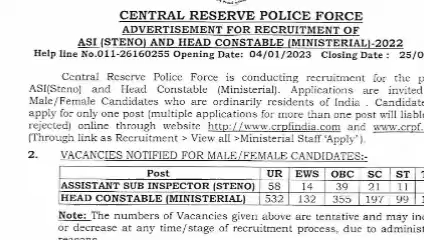 CENTRAL RESERVE POLICE FORCE
ADVERTISEMENT FOR RECRUITMENT OF
ASI (STENO) AND HEAD CONSTABLE (MINISTERIAL)-2022
Help line No.011-26160255 Opening Date: 04/01/2023 Closing Date : 25/0
Central Reserve Police Force is conducting recruitment for the p
ASI(Steno] and Head Constable (Ministerial). Applications are invited
Male/Female Candidates who are ordinarily residents of India . Candidate
apply for only one post (multiple applications for more than one post will liable
rejected) online through website http://www.crpfindia.com and www.crpf.
(Through link as Recruitment > View all >Ministerial Staff "Apply").
2. VACANCIES NOTIFIED FOR MALE/FEMALE CANDIDATES:-
Post UR EWS OBC SC ST T
ASSISTANT SUB INSPECTOR (STENO) 58 14 39 21 11
HEAD CONSTABLE (MINISTERIAL) 532 132 355 197 99 1
Note: The numbers of Vacancies given above are tentative and may inc
or decrease at any time/stage of recruitment process, due to administ
reasons